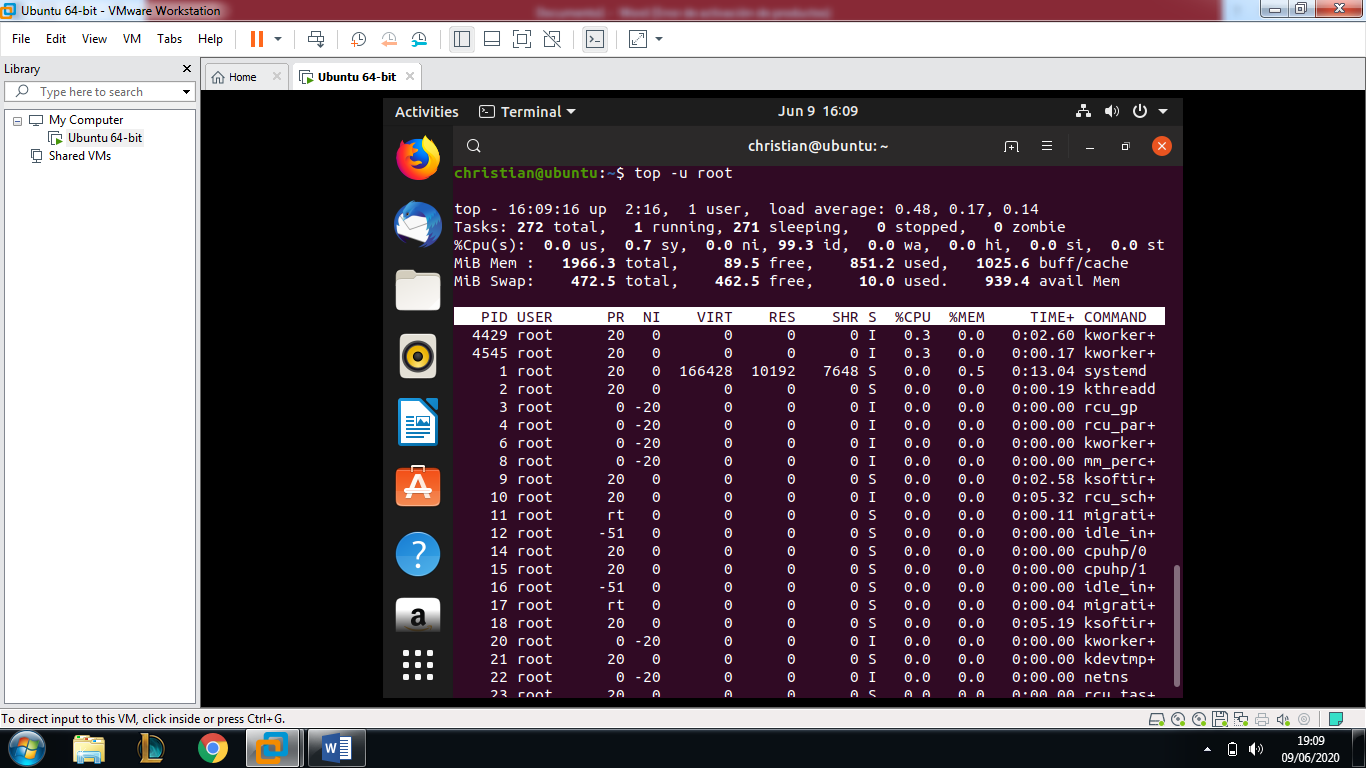 Ubuntu 64-bit - VMware Workstation
File Edit View VM Tabs Help
Library
Type here to search
My Computer
Ubuntu 64-bit
Shared VMs
Home
Ubuntu 64-bit
Activities Terminal Jun 9 16:09
christian@ubuntu: ~
christian@ubuntu:~$ top -u root
top - 16:09:16 up 2:16, 1 user, load average: 0.48, 0.17, 0.14
Tasks: 272 total, 1 running, 271 sleeping, 0 stopped, 0 zombie
%Cpu(s): 0.0 us, 0.7 sy, 0.0 ni, 99.3 id, 0.0 wa, 0.0 hi, 0.0 si, 0.0 st
MiB Mem : 1966.3 total, 89.5 free, 851.2 used, 1025.6 buff/cache
MiB Swap: 472.5 total, 462.5 free, 10.0 used. 939.4 avail Mem
PID USER PR NI VIRT RES SHR S %CPU %MEM TIME+ COMMAND
4429 root 20 0 0 0 0 I 0.3 0.0 0:02.60 kworker+
4545 root 20 0 0 0 0 I 0.3 0.0 0:00.17 kworker+
1 root 20 0 166428 10192 7648 S 0.0 0.5 0:13.04 systemd
2 root 20 0 0 0 0 S 0.0 0.0 0:00.19 kthreadd
3 root 0 -20 0 0 0 I 0.0 0.0 0:00.00 rcu_gp
4 root 0 -20 0 0 0 I 0.0 0.0 0:00.00 rcu_par+
6 root 0 -20 0 0 0 I 0.0 0.0 0:00.00 kworker+
8 root 0 -20 0 0 0 I 0.0 0.0 0:00.00 mm_perc+
9 root 20 0 0 0 0 S 0.0 0.0 0:02.58 ksoftir+
10 root 20 0 0 0 0 I 0.0 0.0 0:05.32 rcu_sch+
11 root rt 0 0 0 0 S 0.0 0.0 0:00.11 migrati+
12 root -51 0 0 0 0 S 0.0 0.0 0:00.00 idle_in+
14 root 20 0 0 0 0 S 0.0 0.0 0:00.00 cpuhp/0
15 root 20 0 0 0 0 S 0.0 0.0 0:00.00 cpuhp/1
16 root -51 0 0 0 0 S 0.0 0.0 0:00.00 idle_in+
17 root rt 0 0 0 0 S 0.0 0.0 0:00.04 migrati+
18 root 20 0 0 0 0 S 0.0 0.0 0:05.19 ksoftir+
20 root 0 -20 0 0 0 I 0.0 0.0 0:00.00 kworker+
21 root 20 0 0 0 0 S 0.0 0.0 0:00.00 kdevtmp+
22 root 0 -20 0 0 0 I 0.0 0.0 0:00.00 netns
23 root 20 0 0 0 0 S 0.0 0.0 0:00.00 rcu_tas+
To direct input to this VM, click inside or press Ctrl+G.
19:09
09/06/2020